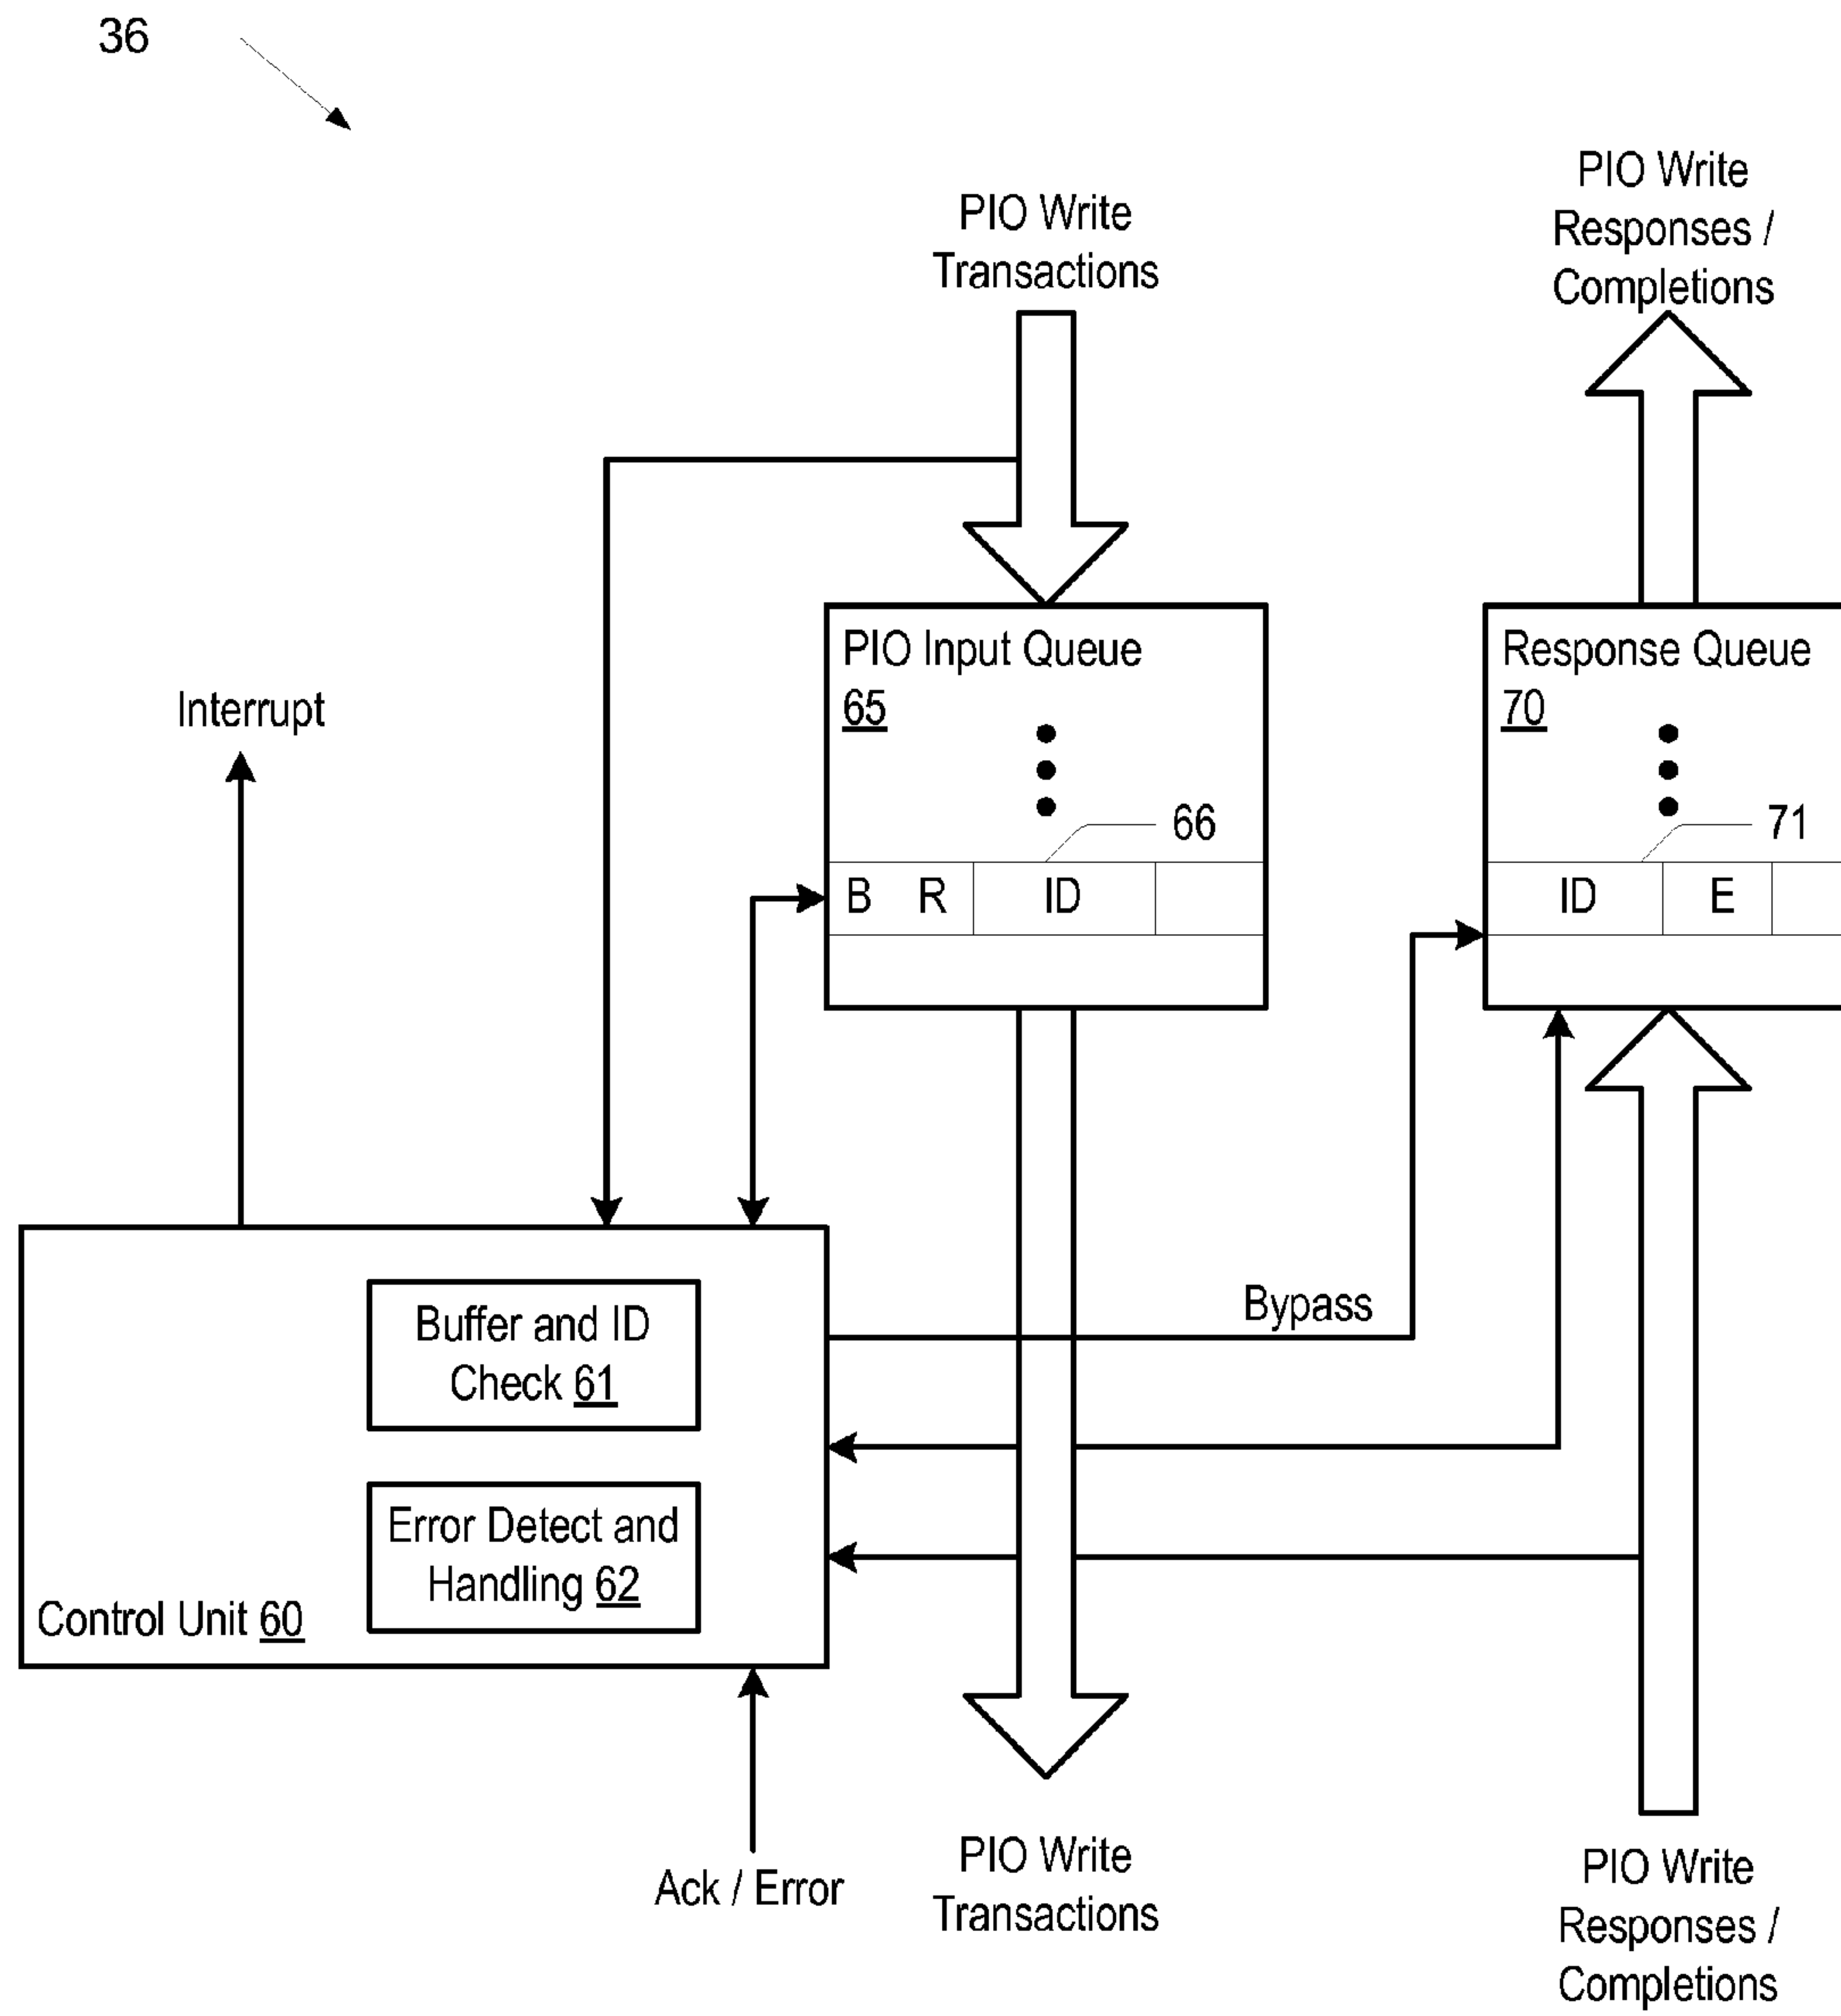 36
PIO Write
Transactions
PIO Write
Responses /
Completions
Interrupt
PIO Input Queue
65
66
B R ID
Response Queue
70
71
ID E
Buffer and ID
Check 61
Error Detect and
Handling 62
Control Unit 60
Bypass
Ack / Error
PIO Write
Transactions
PIO Write
Responses /
Completions